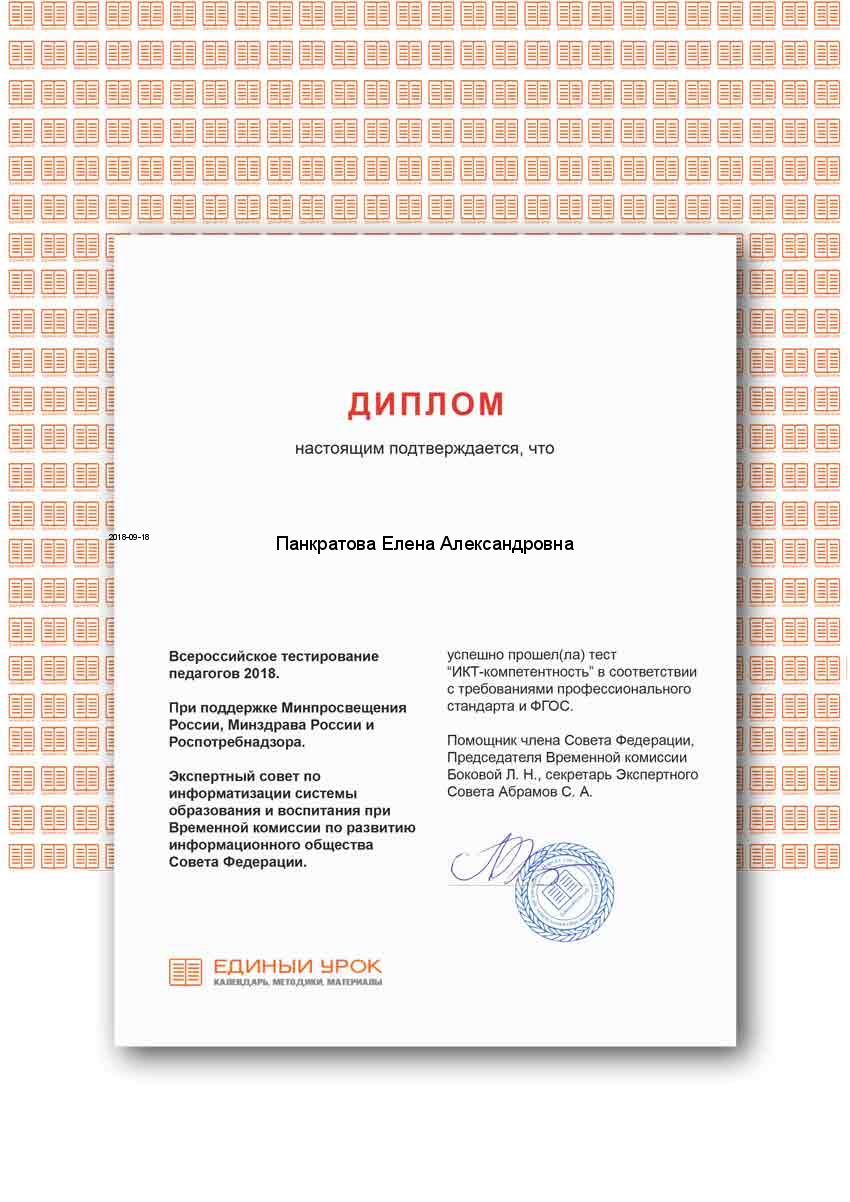 ДИПЛОМ
настоящим подтверждается, что
2018-09-18
Панкратова Елена Александровна
Всероссийское тестирование
педагогов 2018.
При поддержке Минпросвещения
России, Минздрава России и
Роспотребнадзора.
Экспертный совет по
информатизации системы
образования и воспитания при
Временной комиссии по развитию
информационного общества
Совета Федерации.
успешно прошел(ла) тест
“ИКТ-компетентность” в соответствии
с требованиями профессионального
стандарта и ФГОС.
Помощник члена Совета Федерации,
Председателя Временной комиссии
Боковой Л. Н., секретарь Экспертного
Совета Абрамов С. А.
ЕДИНЫЙ УРОК
КАЛЕНДАРЬ, МЕТОДИКИ, МАТЕРИАЛЫ